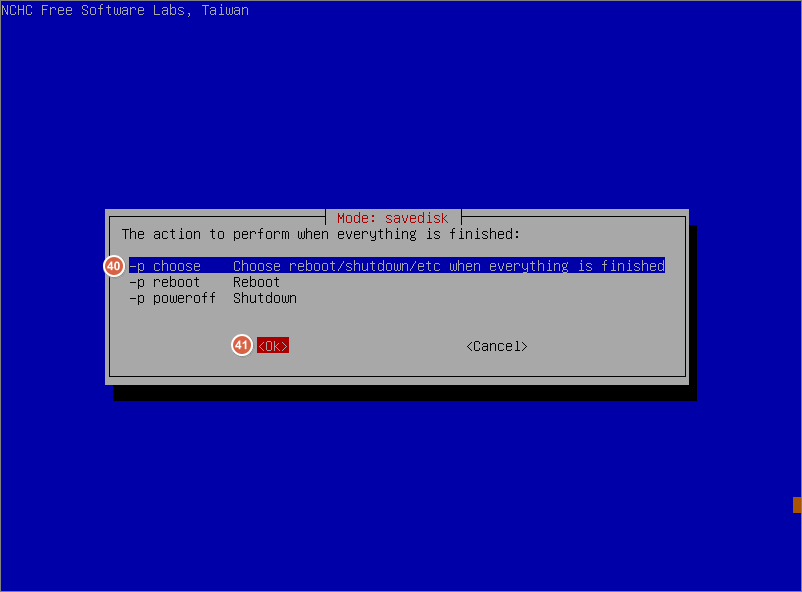 NCHC Free Software Labs, Taiwan
Mode: savedisk
The action to perform when everything is finished:
40 -p choose Choose reboot/shutdown/etc when everything is finished
-p reboot Reboot
-p poweroff Shutdown
41 <Ok> <Cancel>